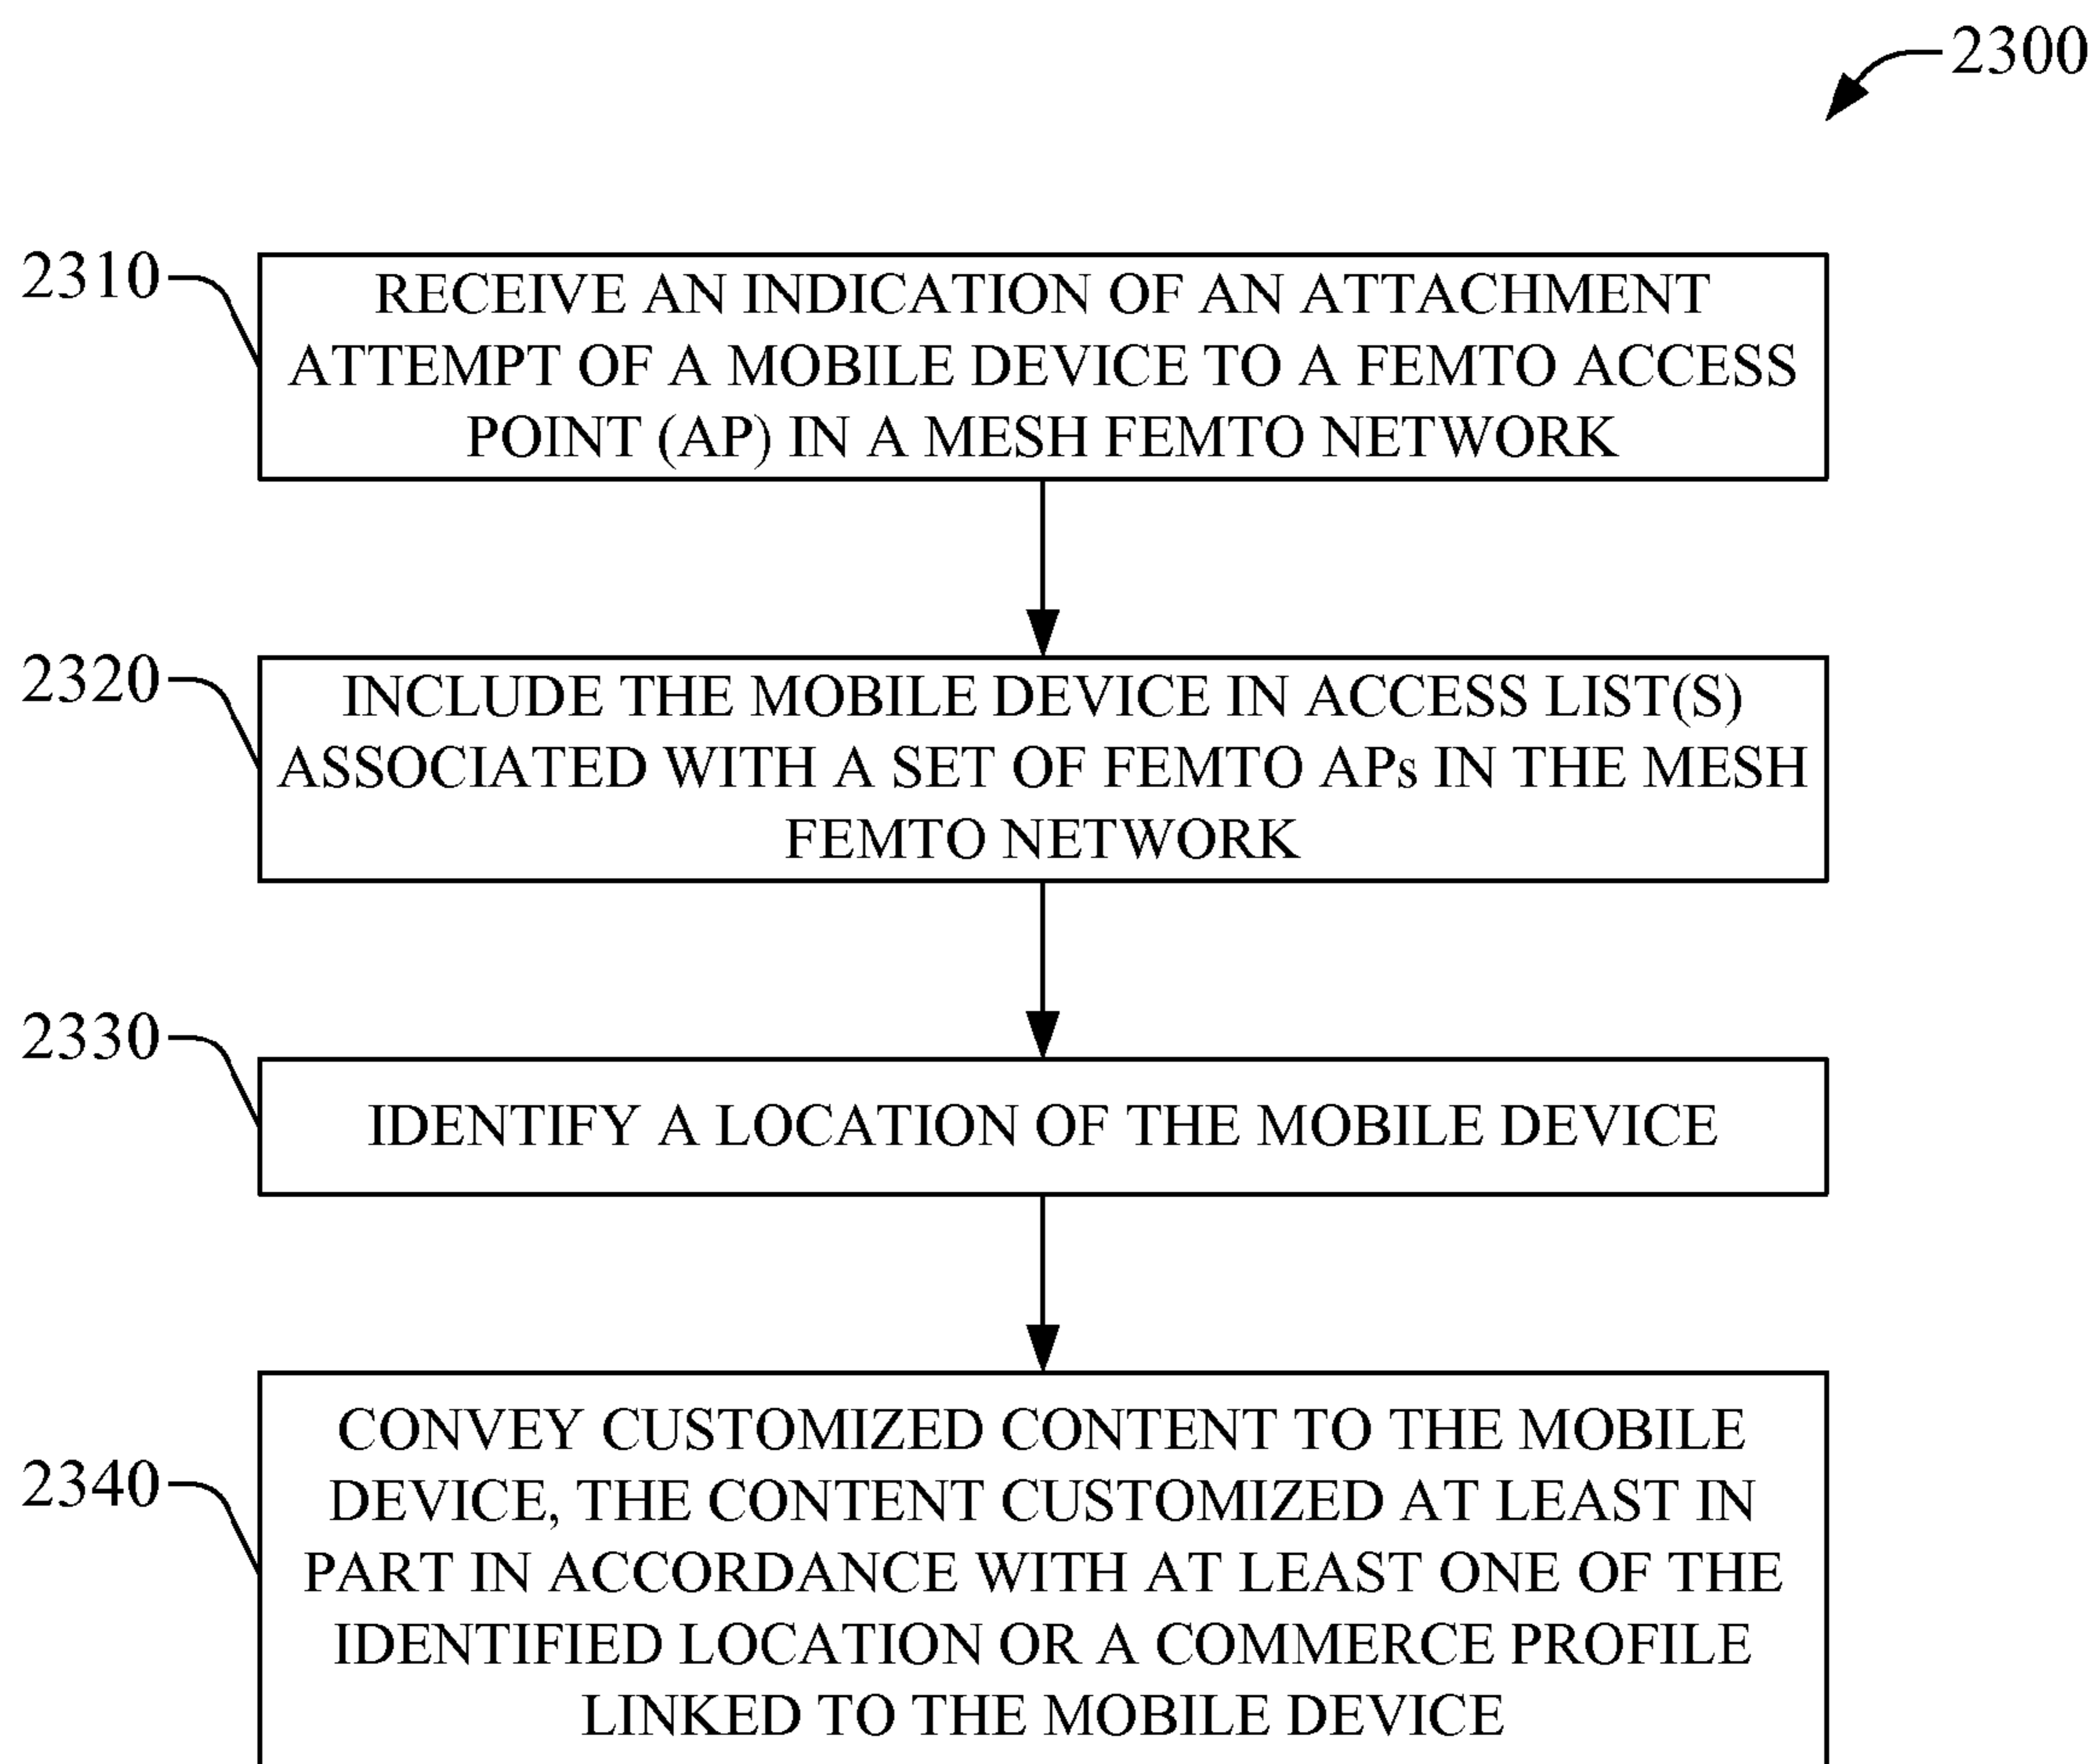 2300
2310
RECEIVE AN INDICATION OF AN ATTACHMENT
ATTEMPT OF A MOBILE DEVICE TO A FEMTO ACCESS
POINT (AP) IN A MESH FEMTO NETWORK
2320
INCLUDE THE MOBILE DEVICE IN ACCESS LIST(S)
ASSOCIATED WITH A SET OF FEMTO APs IN THE MESH
FEMTO NETWORK
2330
IDENTIFY A LOCATION OF THE MOBILE DEVICE
2340
CONVEY CUSTOMIZED CONTENT TO THE MOBILE
DEVICE, THE CONTENT CUSTOMIZED AT LEAST IN
PART IN ACCORDANCE WITH AT LEAST ONE OF THE
IDENTIFIED LOCATION OR A COMMERCE PROFILE
LINKED TO THE MOBILE DEVICE